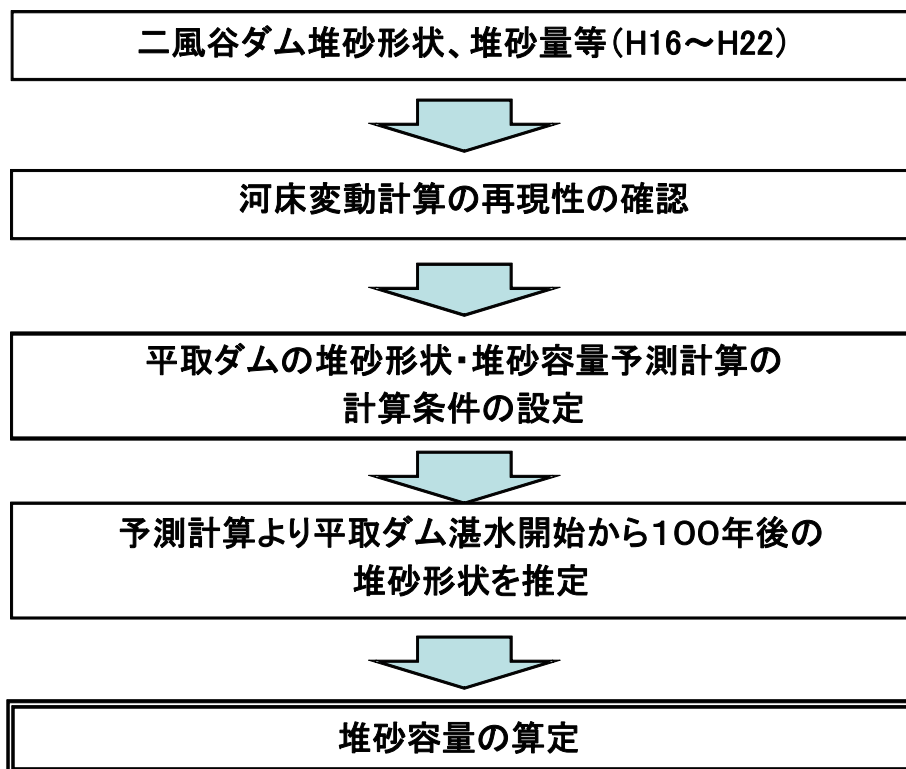 二風谷ダム堆砂形状、堆砂量等(H16～H22)
河床変動計算の再現性の確認
平取ダムの堆砂形状・堆砂容量予測計算の
計算条件の設定
予測計算より平取ダム湛水開始から１００年後の
堆砂形状を推定
堆砂容量の算定